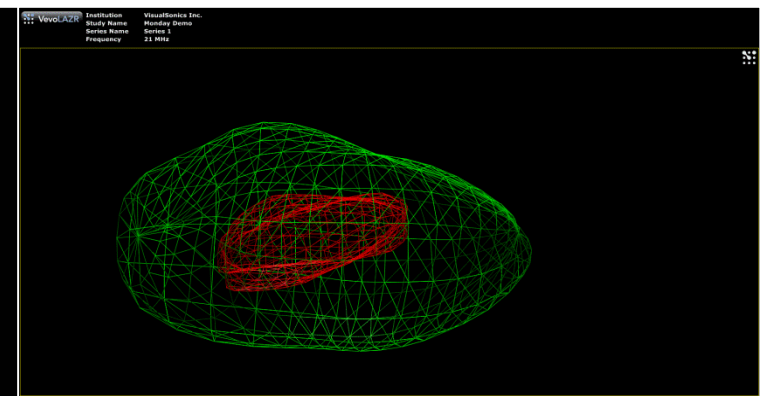 VevoLAZR
Institution VisualSonics Inc.
Study Name Monday Demo
Series Name Series 1
Frequency 21 MHz